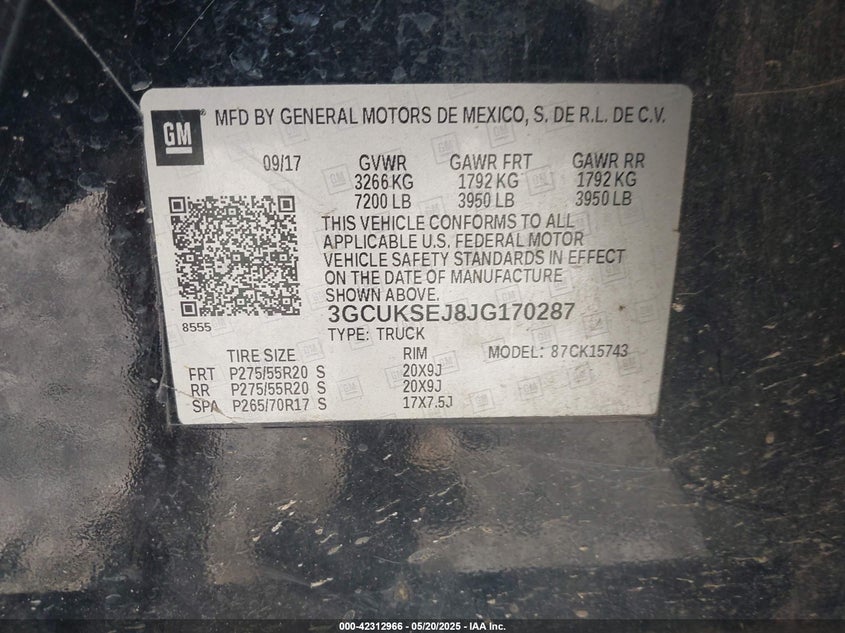 GM® MFD BY GENERAL MOTORS DE MEXICO, S. DE R.L. DE C.V.
09/17 GVWR GAWR FRT GAWR RR
3266 KG 1792 KG 1792 KG
7200 LB 3950 LB 3950 LB
THIS VEHICLE CONFORMS TO ALL
APPLICABLE U.S. FEDERAL MOTOR
VEHICLE SAFETY STANDARDS IN EFFECT
ON THE DATE OF MANUFACTURE
SHOWN ABOVE.
8555 3GCUKSEJ8JG170287
TYPE: TRUCK
TIRE SIZE RIM MODEL: 87CK15743
FRT P275/55R20 S 20X9J
RR P275/55R20 S 20X9J
SPA P265/70R17 S 17X7.5J
000-42312966 — 05/20/2025 — IAA Inc.